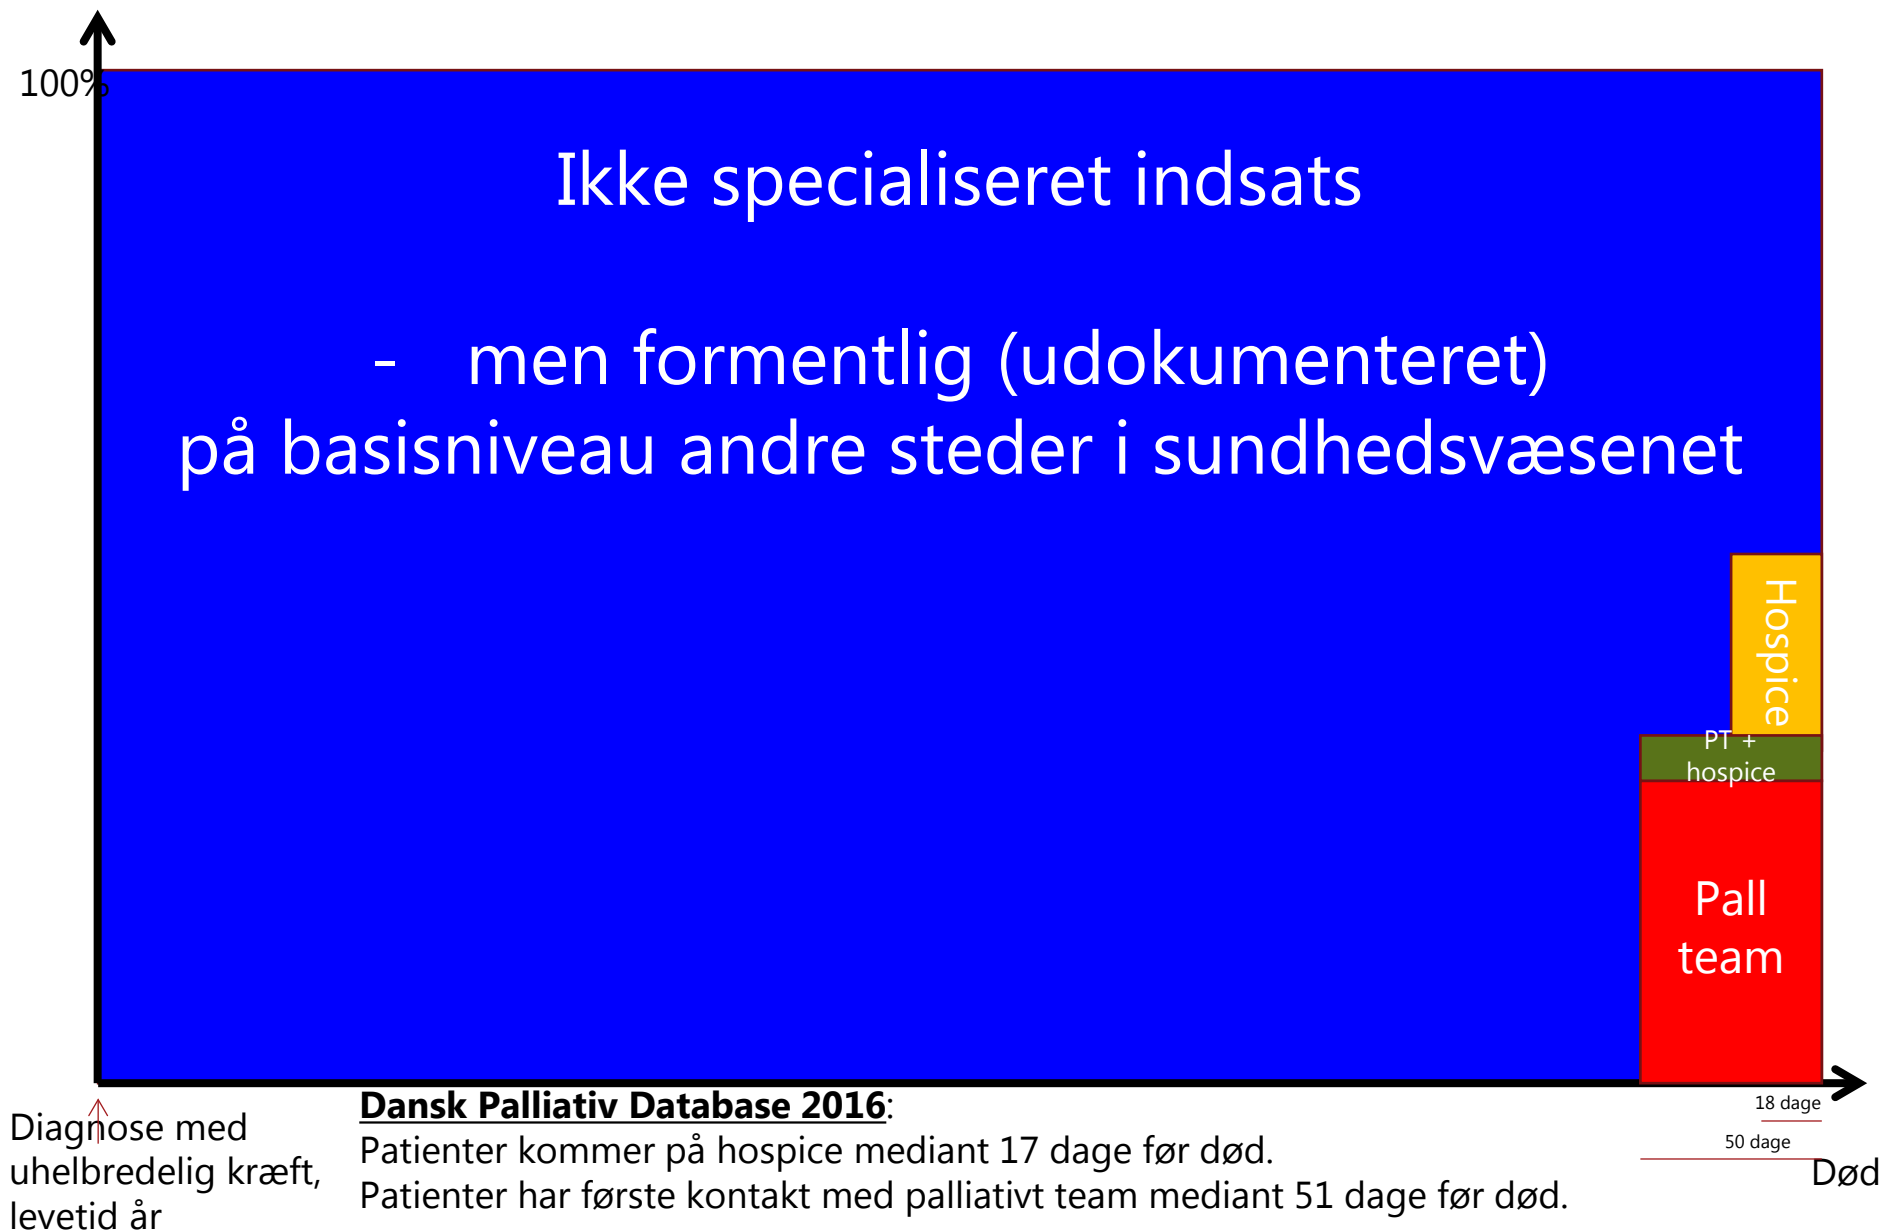 100%
Ikke specialiseret indsats
- men formentlig (udokumenteret)
på basisniveau andre steder i sundhedsvæsenet
Hospice
PT +
hospice
Pall
team
18 dage
50 dage
Død
Diagnose med
uhelbredelig kræft,
levetid år
Dansk Palliativ Database 2016:
Patienter kommer på hospice mediant 17 dage før død.
Patienter har første kontakt med palliativt team mediant 51 dage før død.